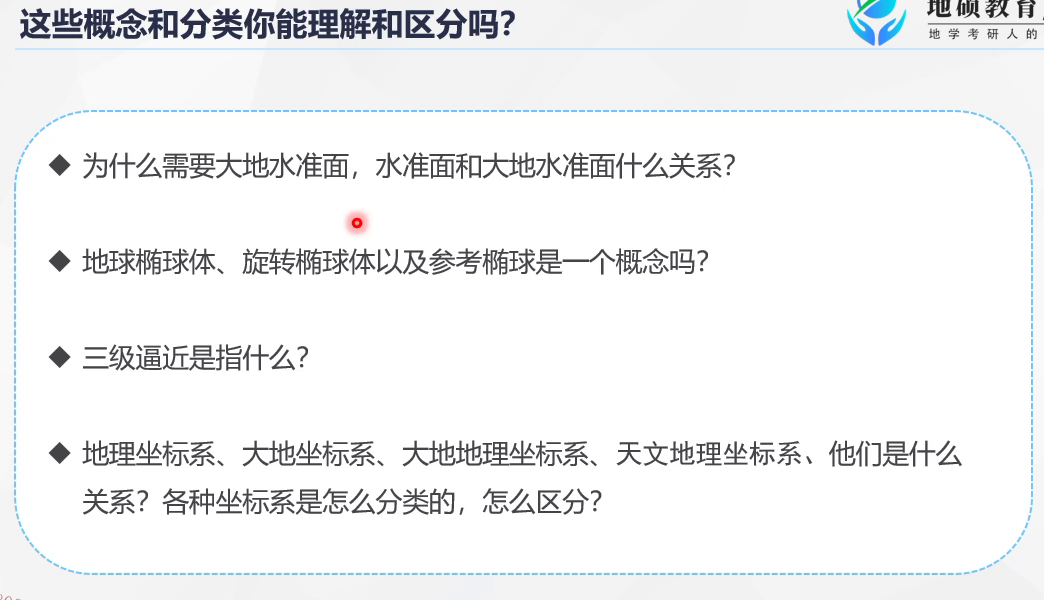 这些概念和分类你能理解和区分吗？
地硕教育
地学考研人的
◆ 为什么需要大地水准面，水准面和大地水准面什么关系？
◆ 地球椭球体、旋转椭球体以及参考椭球是一个概念吗？
◆ 三级逼近是指什么？
◆ 地理坐标系、大地坐标系、大地地理坐标系、天文地理坐标系、他们是什么
关系？各种坐标系是怎么分类的，怎么区分？